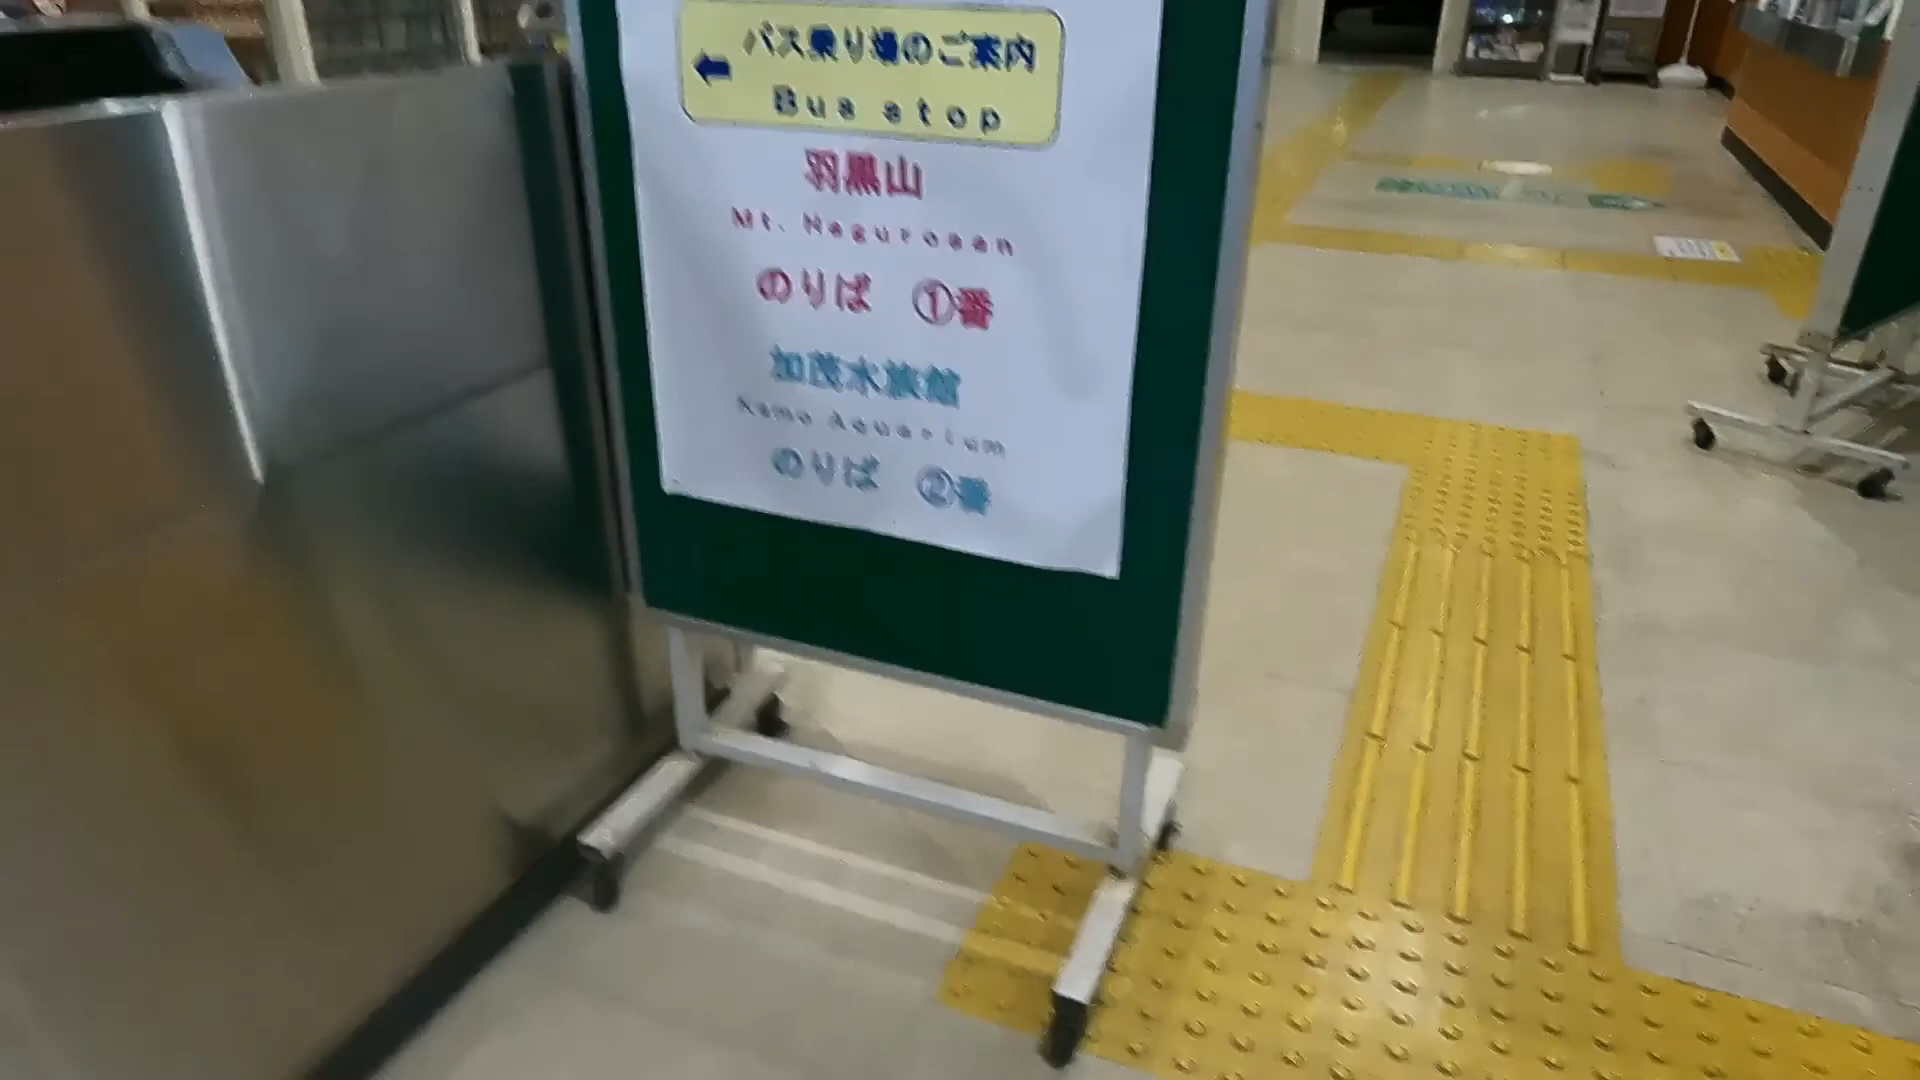 バス乗り場のご案内
← Bus stop
羽黒山
Mt. Hagurosan
のりば ①番
加茂水族館
Kamo Aquarium
のりば ②番